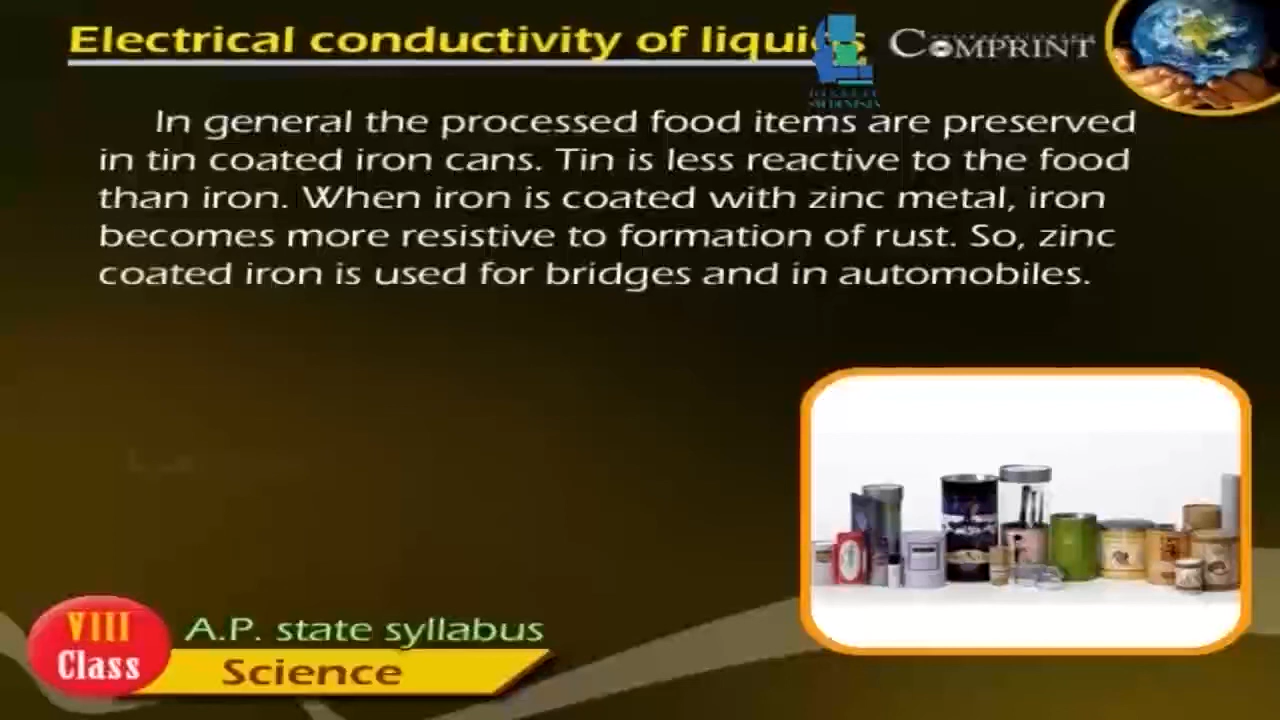 Electrical conductivity of liquids
COMPRINT
In general the processed food items are preserved
in tin coated iron cans. Tin is less reactive to the food
than iron. When iron is coated with zinc metal, iron
becomes more resistive to formation of rust. So, zinc
coated iron is used for bridges and in automobiles.
VIII
Class
A.P. state syllabus
Science